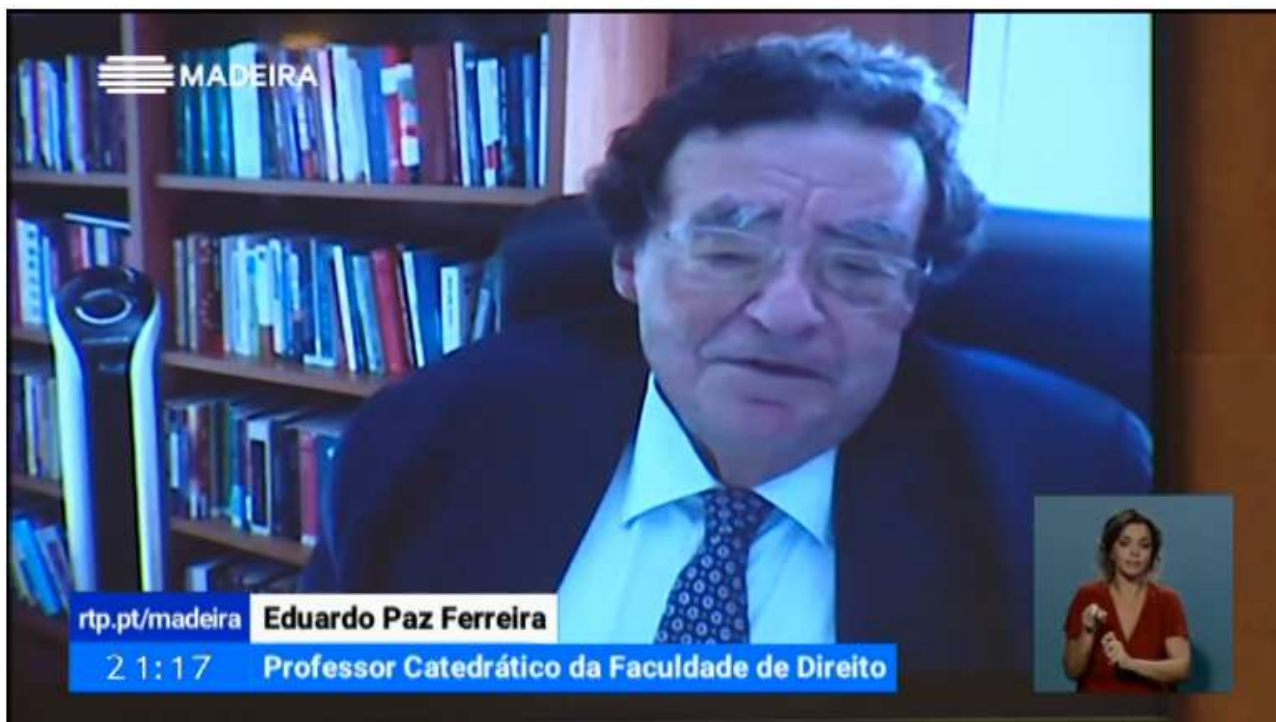 MADEIRA
rtp.pt/madeira
Eduardo Paz Ferreira
21:17
Professor Catedrático da Faculdade de Direito